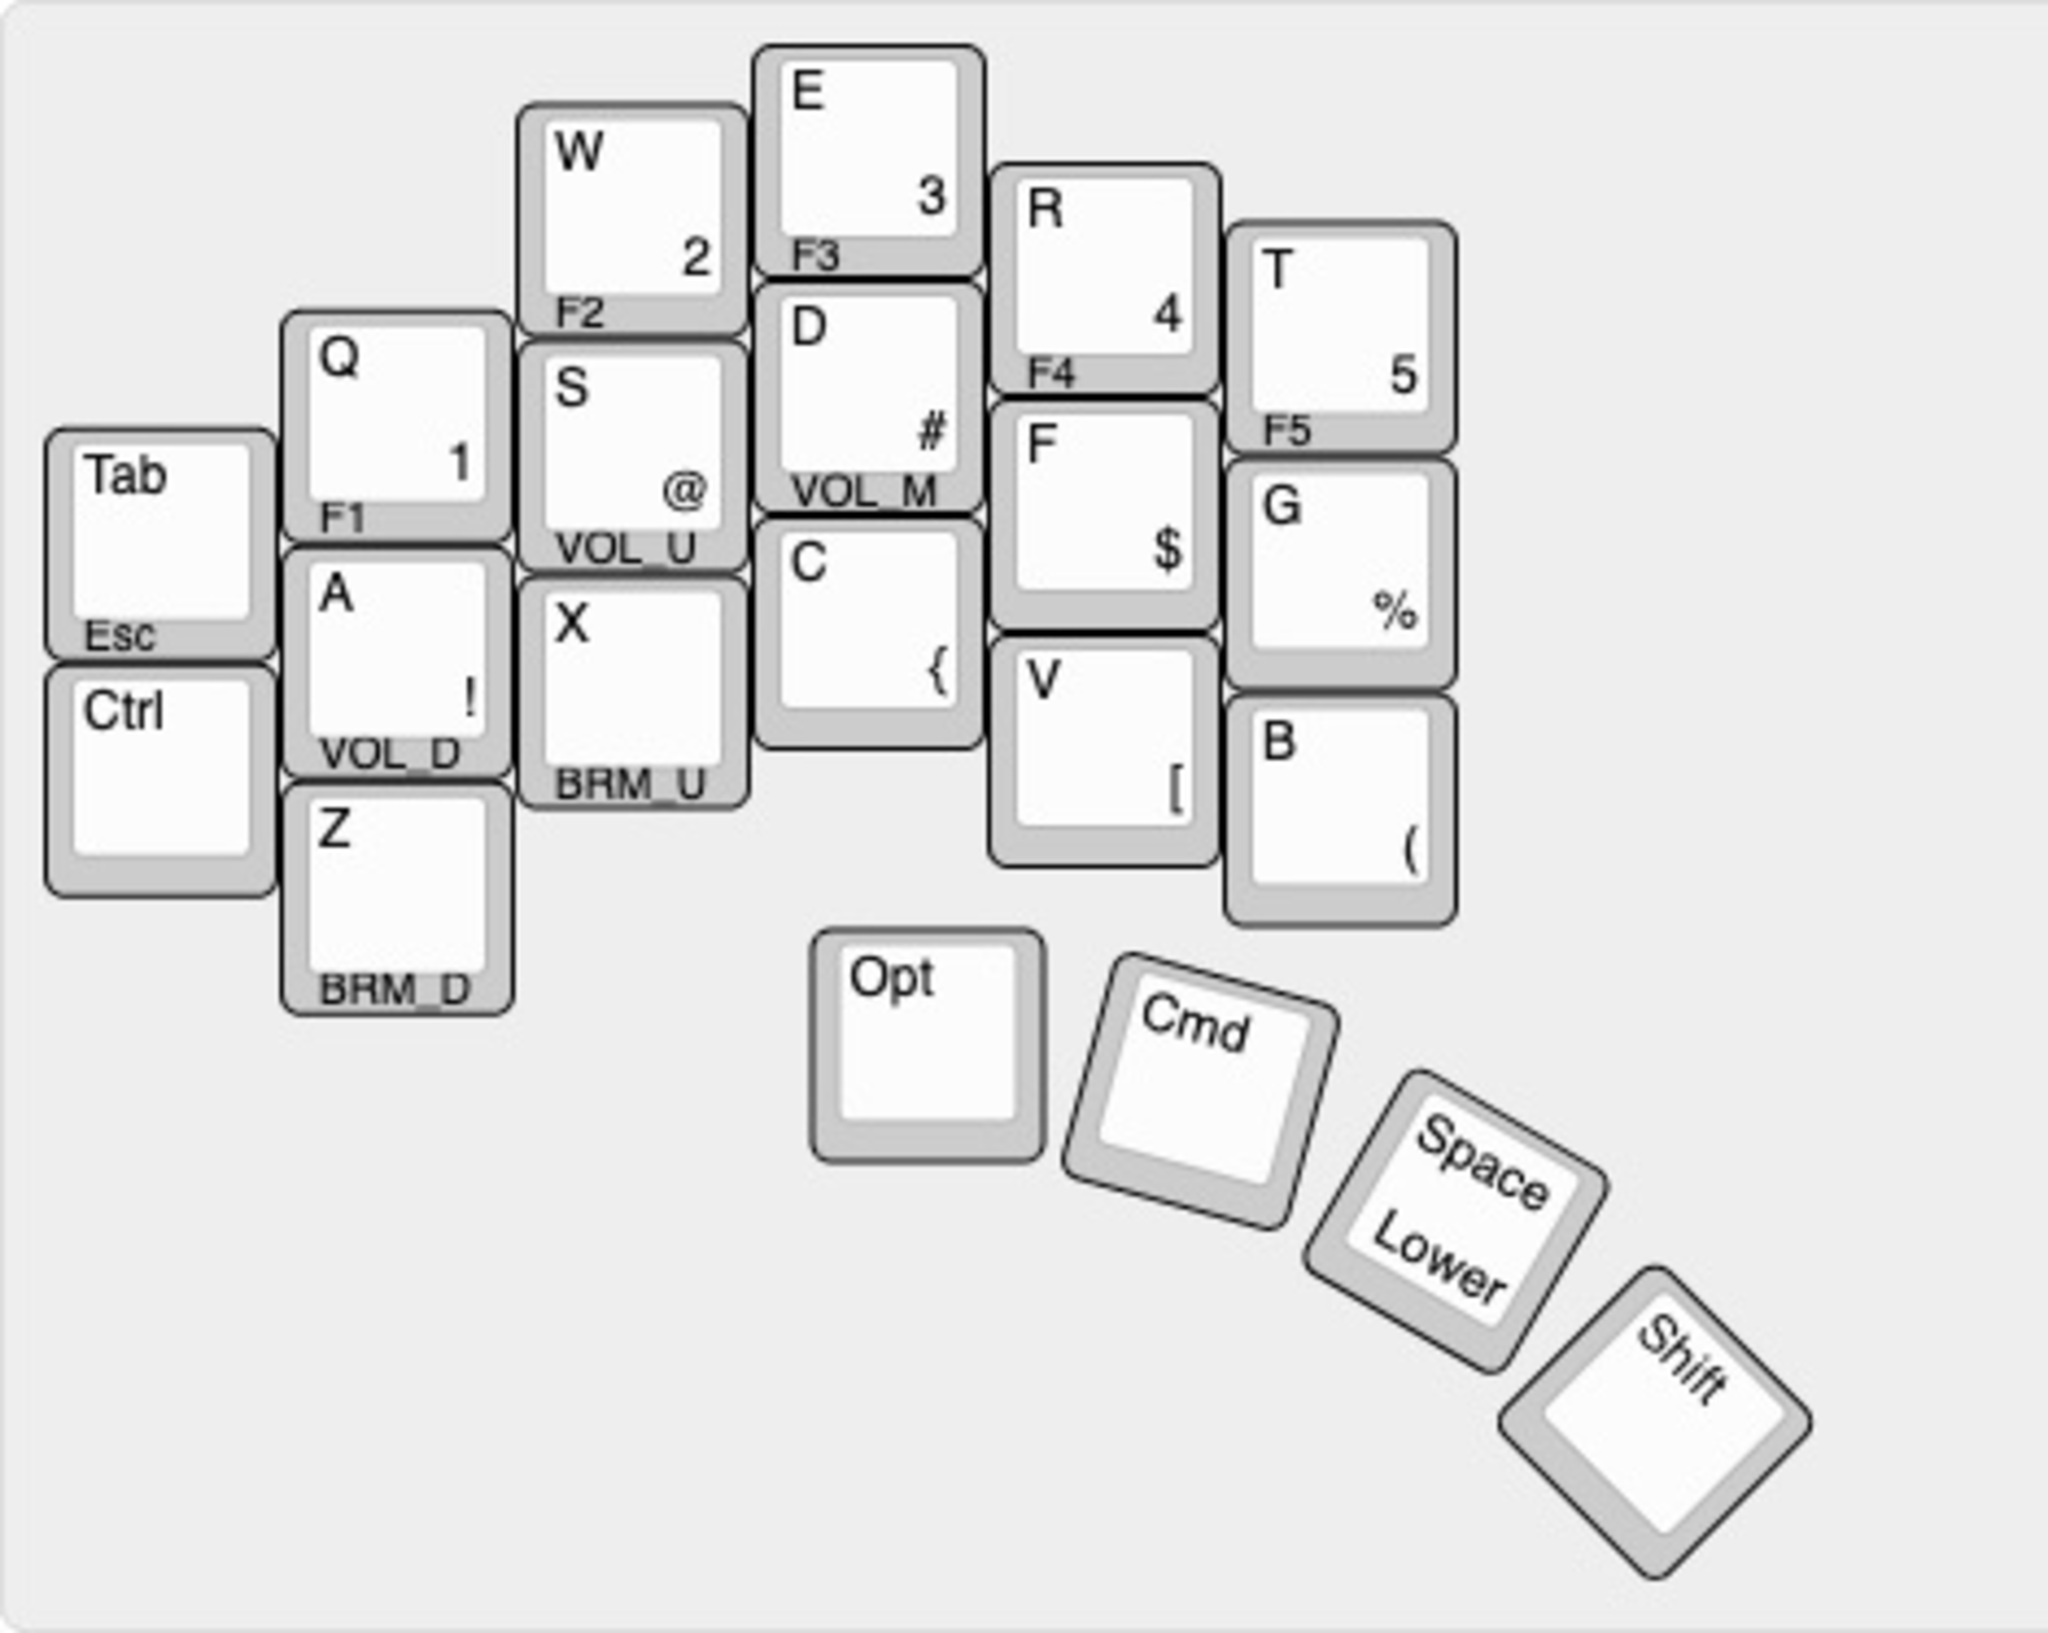 E
3
F3
W
2
F2
R
4
F4
T
5
F5
Q
1
F1
D
#
VOL_M
S
@
VOL_U
F
$
Tab
Esc
G
%
A
!
VOL_D
C
{
X
BRM_U
V
[
Ctrl
B
(
Z
BRM_D
Opt
Cmd
Space
Lower
Shift